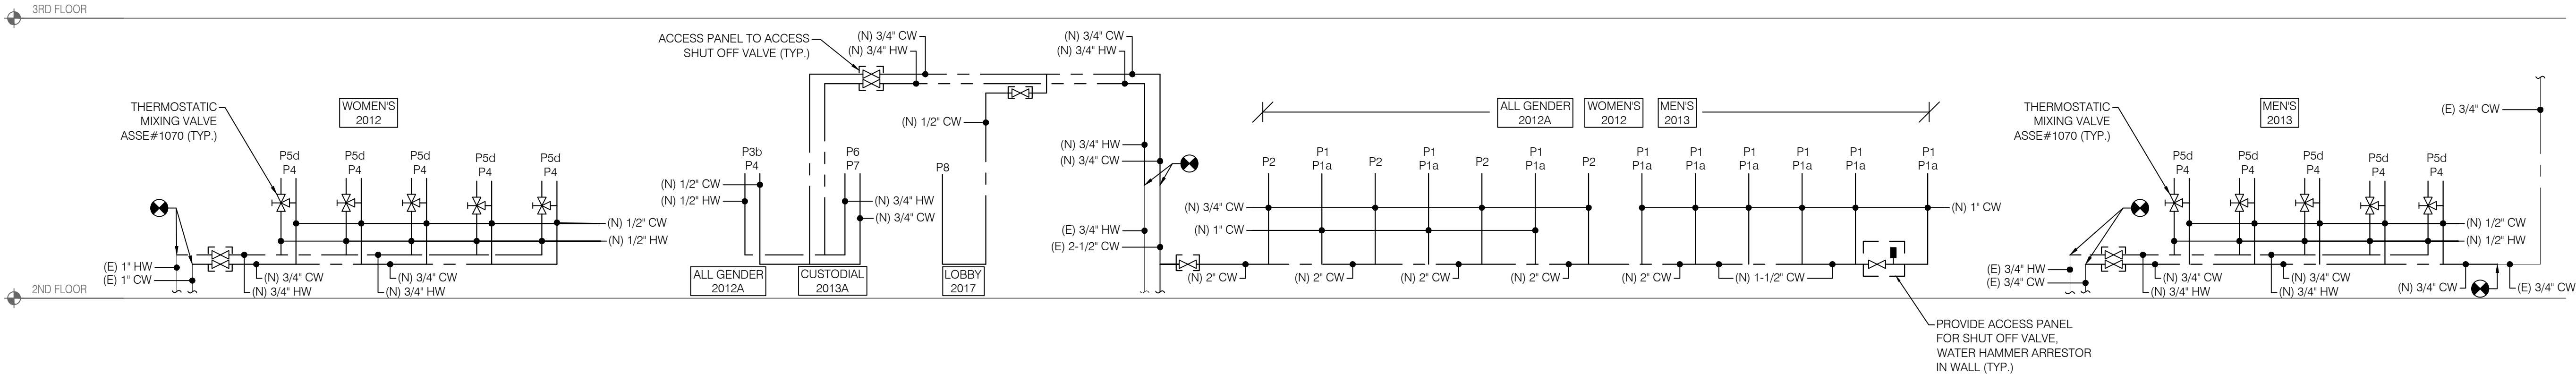 3RD FLOOR
THERMOSTATIC
MIXING VALVE
ASSE#1070 (TYP.)
WOMEN'S
2012
P5d
P4
P5d
P4
P5d
P4
P5d
P4
P5d
P4
(N) 1/2" CW
(N) 1/2" HW
(E) 1" HW
(E) 1" CW
(N) 3/4" CW
(N) 3/4" HW
(N) 3/4" CW
(N) 3/4" HW
2ND FLOOR
ACCESS PANEL TO ACCESS
SHUT OFF VALVE (TYP.)
(N) 3/4" CW
(N) 3/4" HW
(N) 3/4" CW
(N) 3/4" HW
P3b
P4
(N) 1/2" CW
(N) 1/2" HW
P6
P7
(N) 3/4" HW
(N) 3/4" CW
(N) 1/2" CW
P8
ALL GENDER
2012A
CUSTODIAL
2013A
LOBBY
2017
(N) 3/4" HW
(N) 3/4" CW
(E) 3/4" HW
(E) 2-1/2" CW
ALL GENDER
2012A
WOMEN'S
2012
MEN'S
2013
P2
P1
P1a
P2
P1
P1a
P2
P1
P1a
P2
P1
P1a
P1
P1a
P1
P1a
P1
P1a
P1
P1a
P1
P1a
(N) 3/4" CW
(N) 1" CW
(N) 1" CW
(N) 2" CW
(N) 2" CW
(N) 2" CW
(N) 2" CW
(N) 2" CW
(N) 1-1/2" CW
PROVIDE ACCESS PANEL
FOR SHUT OFF VALVE,
WATER HAMMER ARRESTOR
IN WALL (TYP.)
THERMOSTATIC
MIXING VALVE
ASSE#1070 (TYP.)
MEN'S
2013
P5d
P4
P5d
P4
P5d
P4
P5d
P4
P5d
P4
(E) 3/4" CW
(N) 1/2" CW
(N) 1/2" HW
(E) 3/4" HW
(E) 3/4" CW
(N) 3/4" CW
(N) 3/4" HW
(N) 3/4" CW
(N) 3/4" HW
(N) 3/4" CW
(E) 3/4" CW